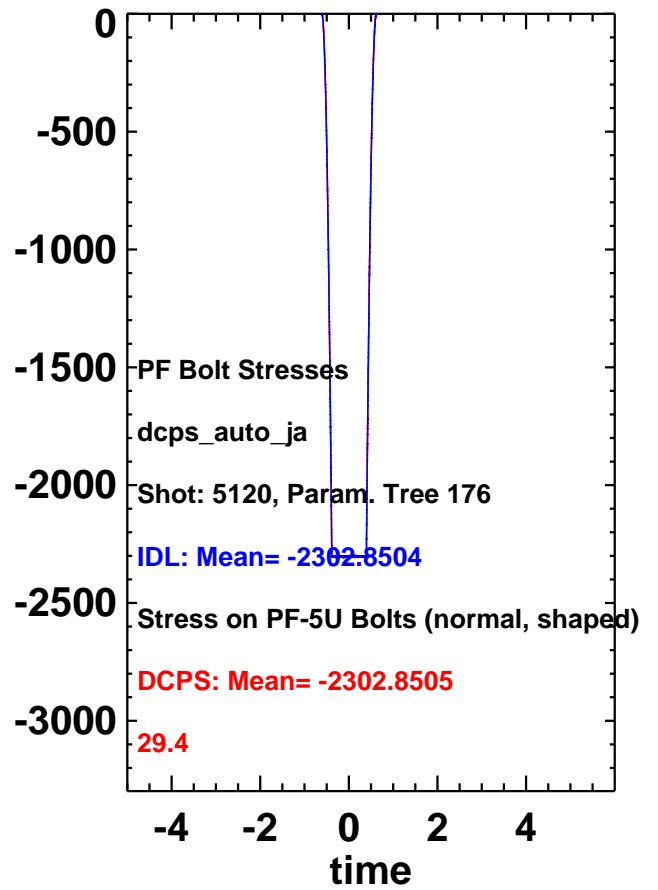 0
-500
-1000
-1500
PF Bolt Stresses
dcps_auto_ja
-2000
Shot: 5120, Param. Tree 176
IDL: Mean= -2302.8504
-2500
Stress on PF-5U Bolts (normal, shaped)
DCPS: Mean= -2302.8505
-3000
29.4
-4 -2 0 2 4
time